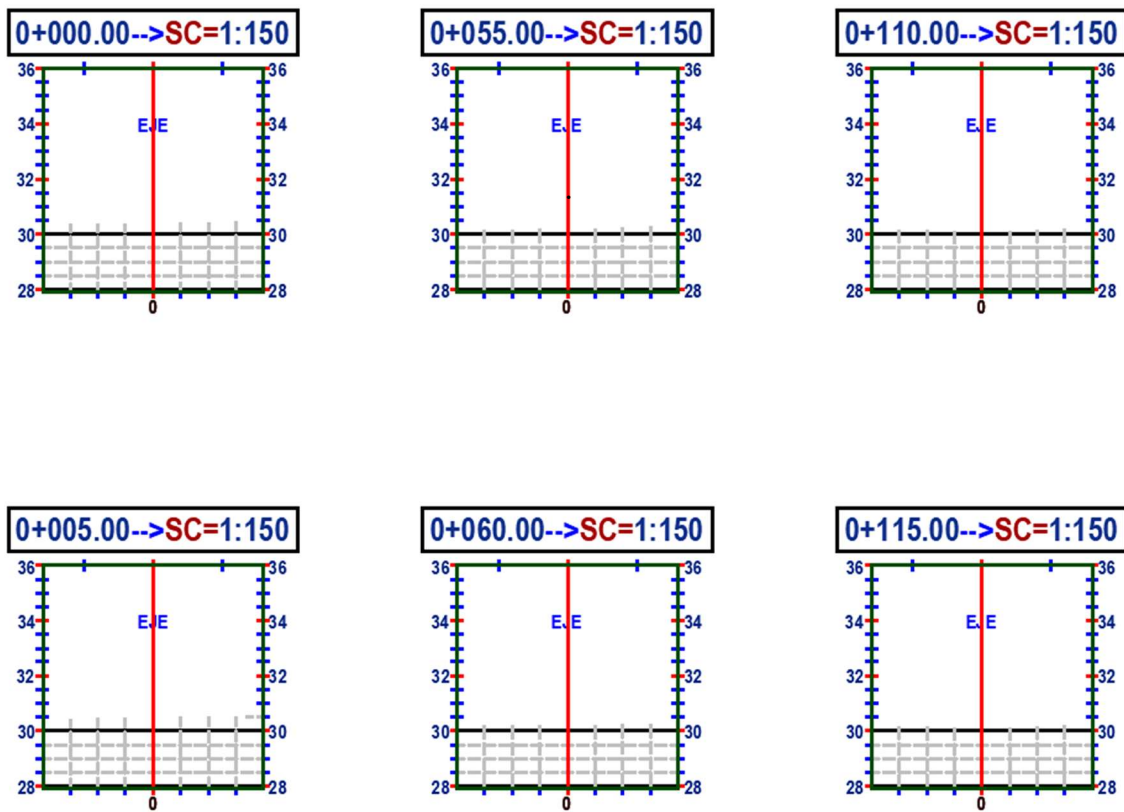 0+000.00-->SC=1:150
36 36
34 EJE 34
32 32
30 30
28 28
0
0+055.00-->SC=1:150
36 36
34 EJE 34
32 32
30 30
28 28
0
0+110.00-->SC=1:150
36 36
34 EJE 34
32 32
30 30
28 28
0
0+005.00-->SC=1:150
36 36
34 EJE 34
32 32
30 30
28 28
0
0+060.00-->SC=1:150
36 36
34 EJE 34
32 32
30 30
28 28
0
0+115.00-->SC=1:150
36 36
34 EJE 34
32 32
30 30
28 28
0